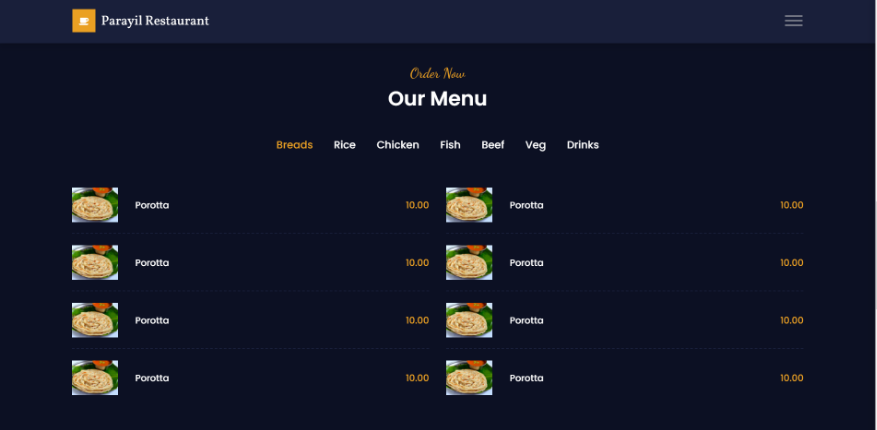 Parayil Restaurant
Order Now
Our Menu
Breads Rice Chicken Fish Beef Veg Drinks
Porotta 10.00 Porotta 10.00
Porotta 10.00 Porotta 10.00
Porotta 10.00 Porotta 10.00
Porotta 10.00 Porotta 10.00